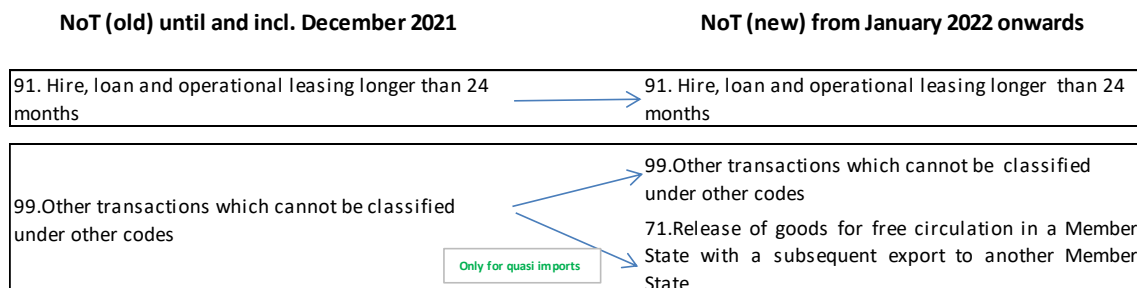 NoT (old) until and incl. December 2021
NoT (new) from January 2022 onwards
91. Hire, loan and operational leasing longer than 24
months
91. Hire, loan and operational leasing longer than 24
months
99.Other transactions which cannot be classified
under other codes
99.Other transactions which cannot be classified
under other codes
71.Release of goods for free circulation in a Member
State with a subsequent export to another Member
State
Only for quasi imports